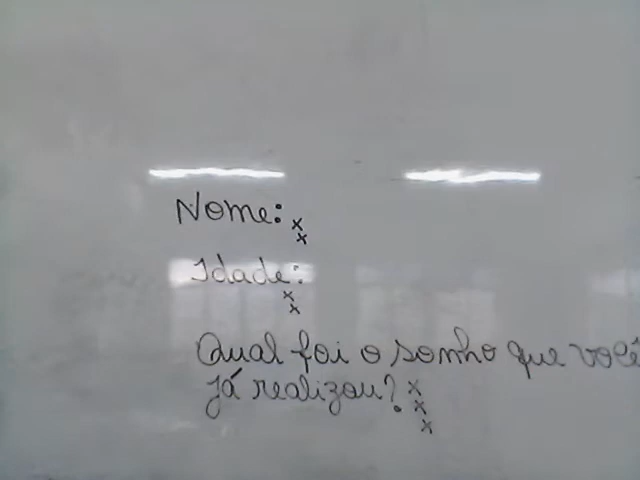 Nome: x
x
Idade:
x
x
Qual foi o sonho que você
já realizou? x
x
x